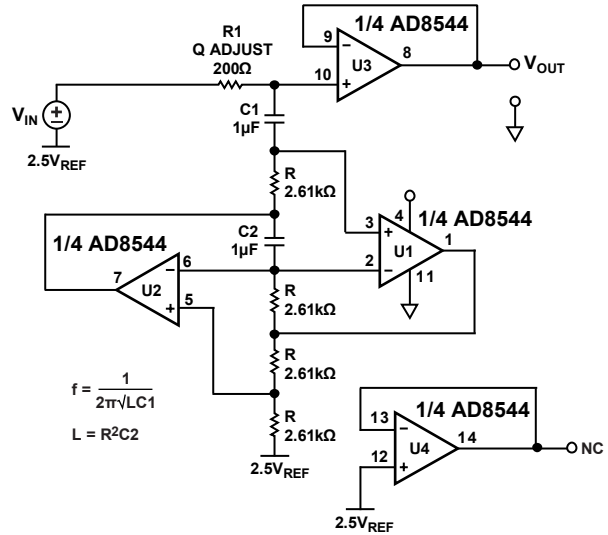 1/4 AD8544
R1
Q ADJUST
200Ω
9
−
8
U3
VOUT
10
+
VIN
C1
1µF
2.5VREF
R
2.61kΩ
1/4 AD8544
4
3
+
1
U1
C2
1µF
1/4 AD8544
6
−
2
−
7
U2
11
5
+
R
2.61kΩ
R
2.61kΩ
f = 1
2π√LC1
L = R²C2
R
2.61kΩ
2.5VREF
1/4 AD8544
13
−
14
U4
NC
12
+
2.5VREF